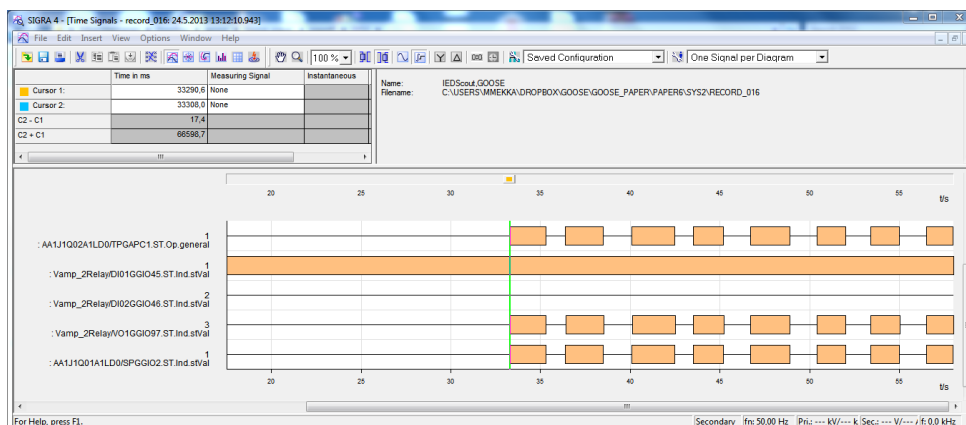 SIGRA 4 - [Time Signals - record_016: 24.5.2013 13:12:10.943]
File Edit Insert View Options Window Help
100 % Saved Configuration One Signal per Diagram
Time in ms Measuring Signal Instantaneous
Cursor 1: 33290,6 None
Cursor 2: 33308,0 None
C2 - C1 17,4
C2 + C1 66598,7
Name: IEDScout,GOOSE
Filename: C:\USERS\MMEKKA\DROPBOX\GOOSE\GOOSE_PAPER\PAPER6\SYS2\RECORD_016
20 25 30 35 40 45 50 55 t/s
1
: AA1J1Q02A1LD0/TPGAPC1.ST.Op.general
1
: Vamp_2Relay/DI01GGIO45.ST.Ind.stVal
2
: Vamp_2Relay/DI02GGIO46.ST.Ind.stVal
3
: Vamp_2Relay/VO1GGIO97.ST.Ind.stVal
1
: AA1J1Q01A1LD0/SPGGIO2.ST.Ind.stVal
20 25 30 35 40 45 50 55 t/s
For Help, press F1. Secondary fn: 50,00 Hz Pri.: --- kV/--- k Sec.: --- V/--- / f: 0,0 kHz